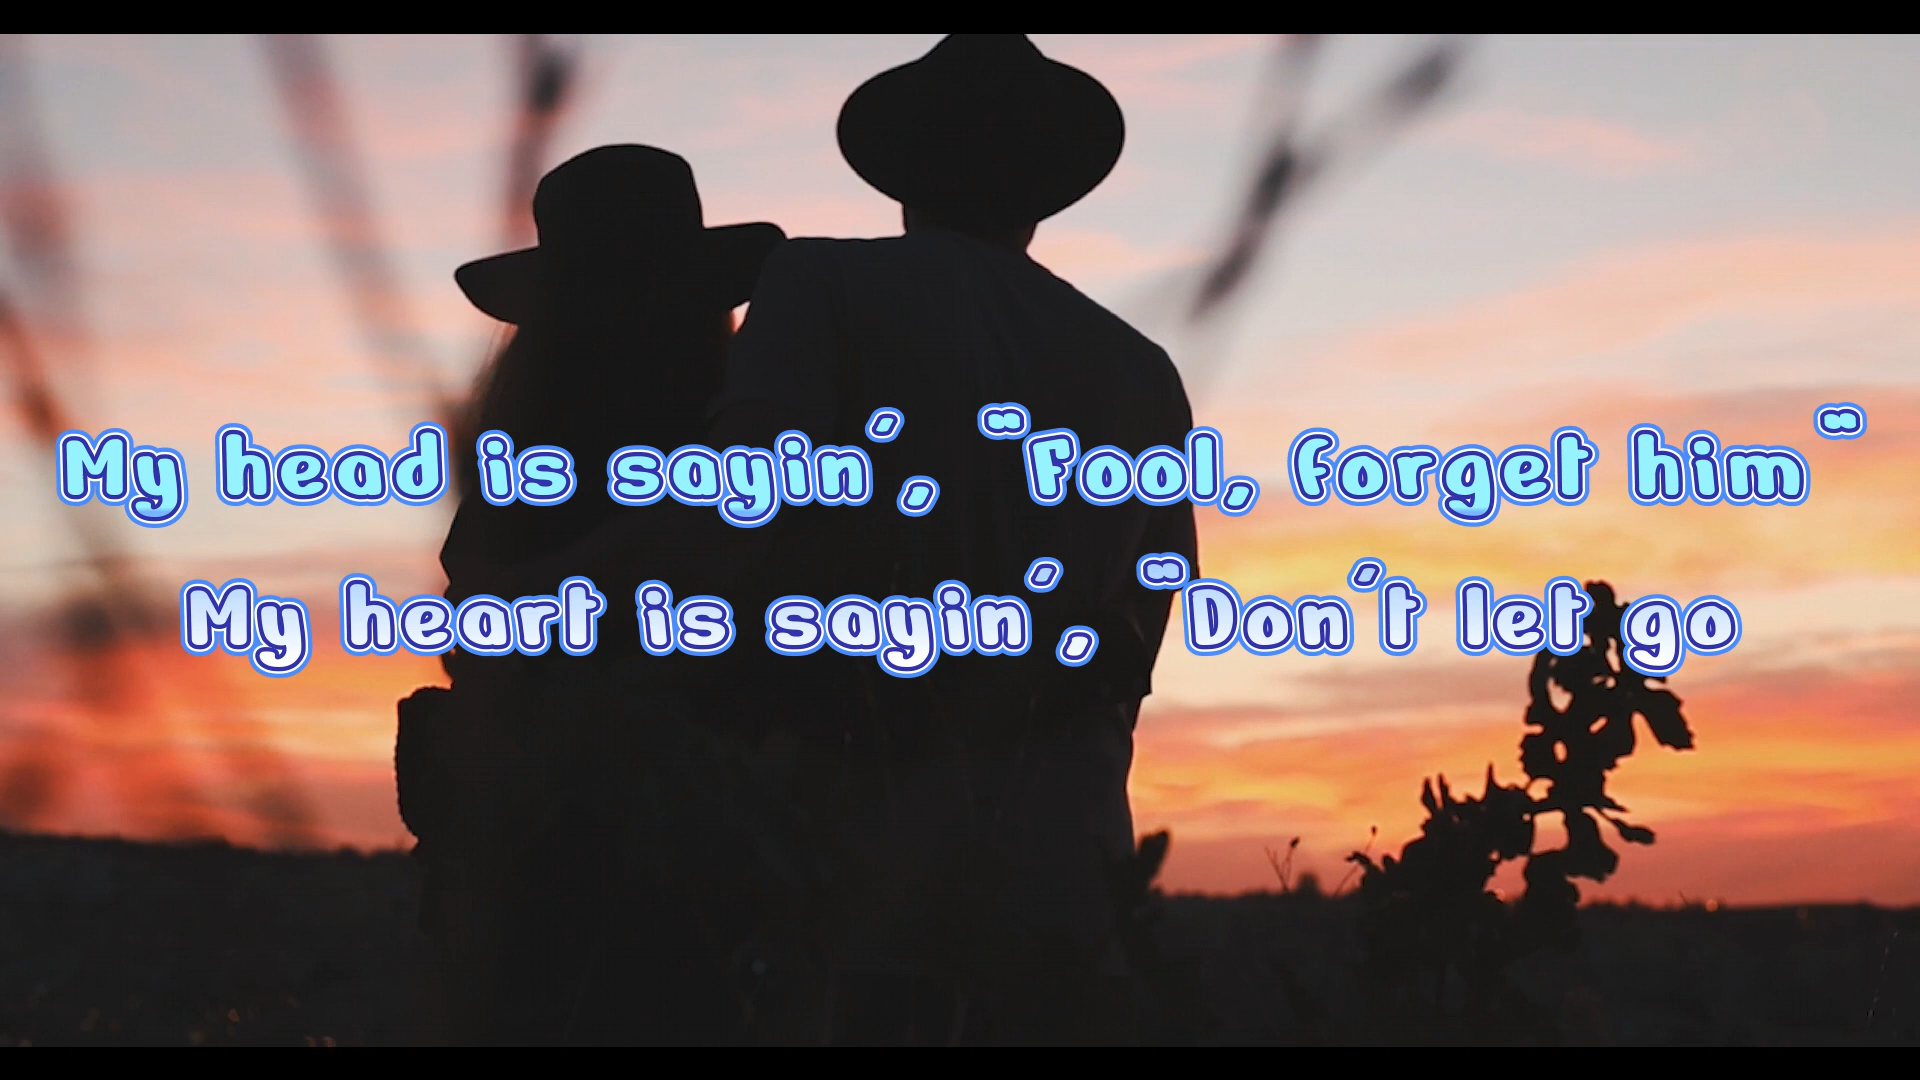 My head is sayin', "Fool, forget him"
My heart is sayin', "Don't let go